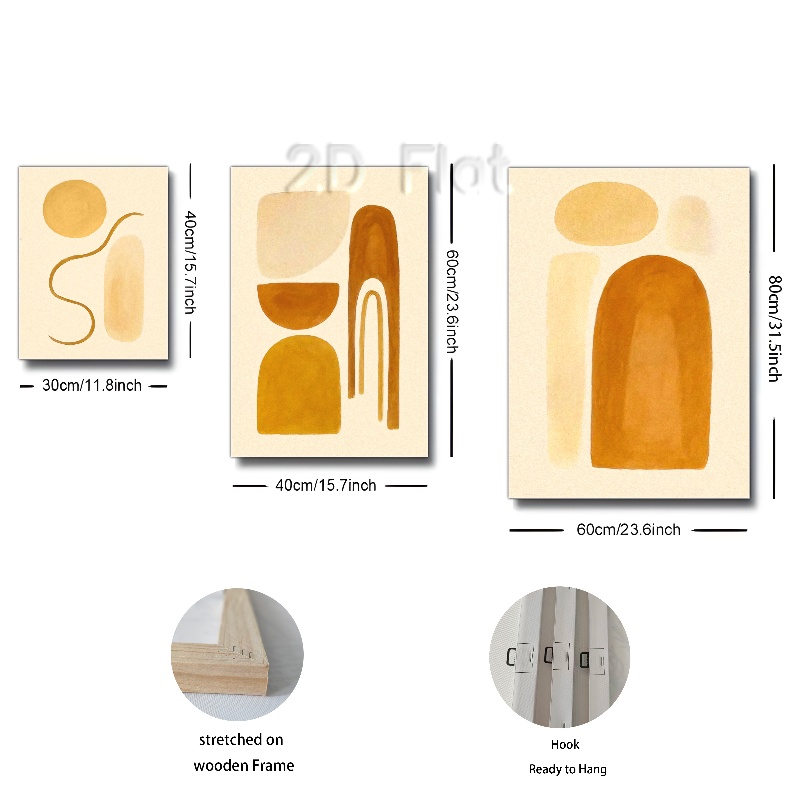 2D Flat
40cm/15.7inch
60cm/23.6inch
80cm/31.5inch
30cm/11.8inch
40cm/15.7inch
60cm/23.6inch
stretched on
wooden Frame
Hook
Ready to Hang